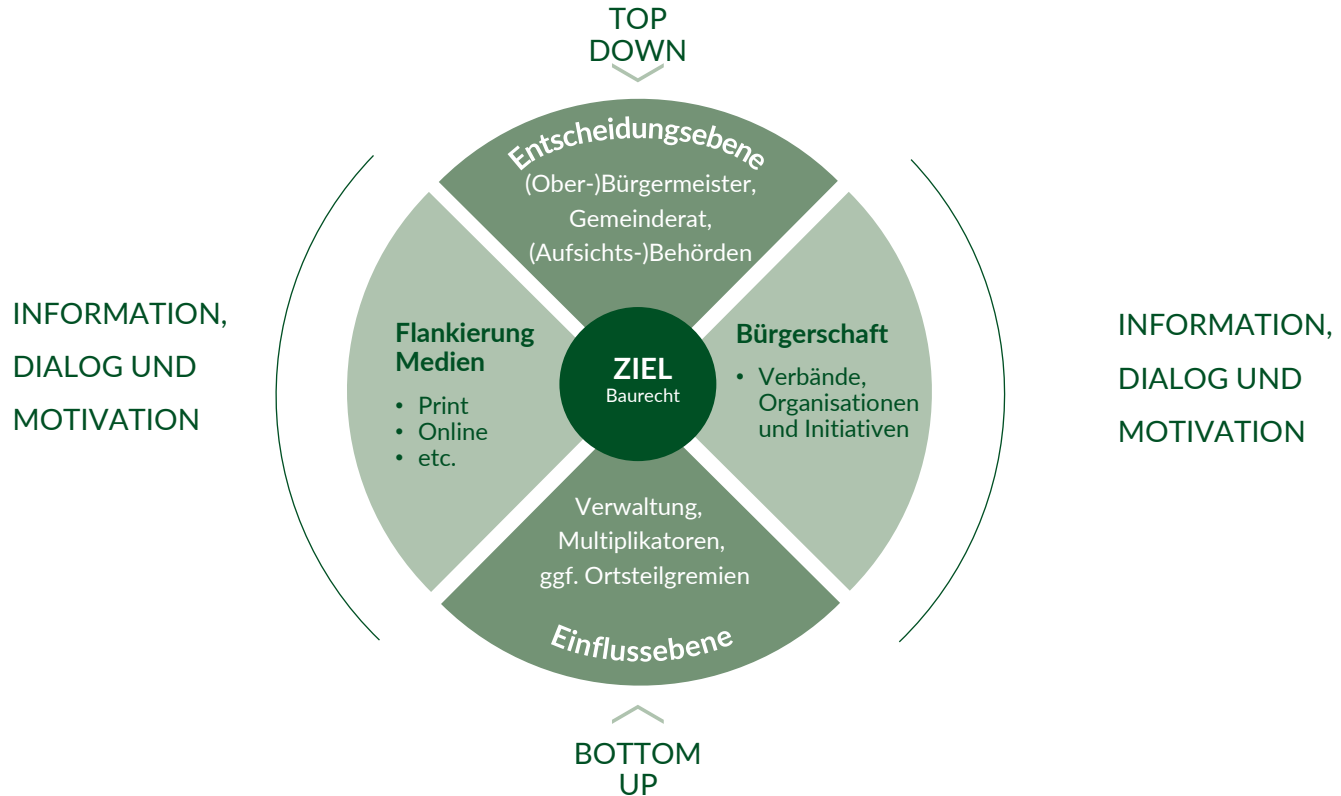 TOP
DOWN
Entscheidungsebene
(Ober-)Bürgermeister,
Gemeinderat,
(Aufsichts-)Behörden
INFORMATION,
DIALOG UND
MOTIVATION
Flankierung
Medien
• Print
• Online
• etc.
ZIEL
Baurecht
Bürgerschaft
• Verbände,
Organisationen
und Initiativen
INFORMATION,
DIALOG UND
MOTIVATION
Verwaltung,
Multiplikatoren,
ggf. Ortsteilgremien
Einflussebene
BOTTOM
UP